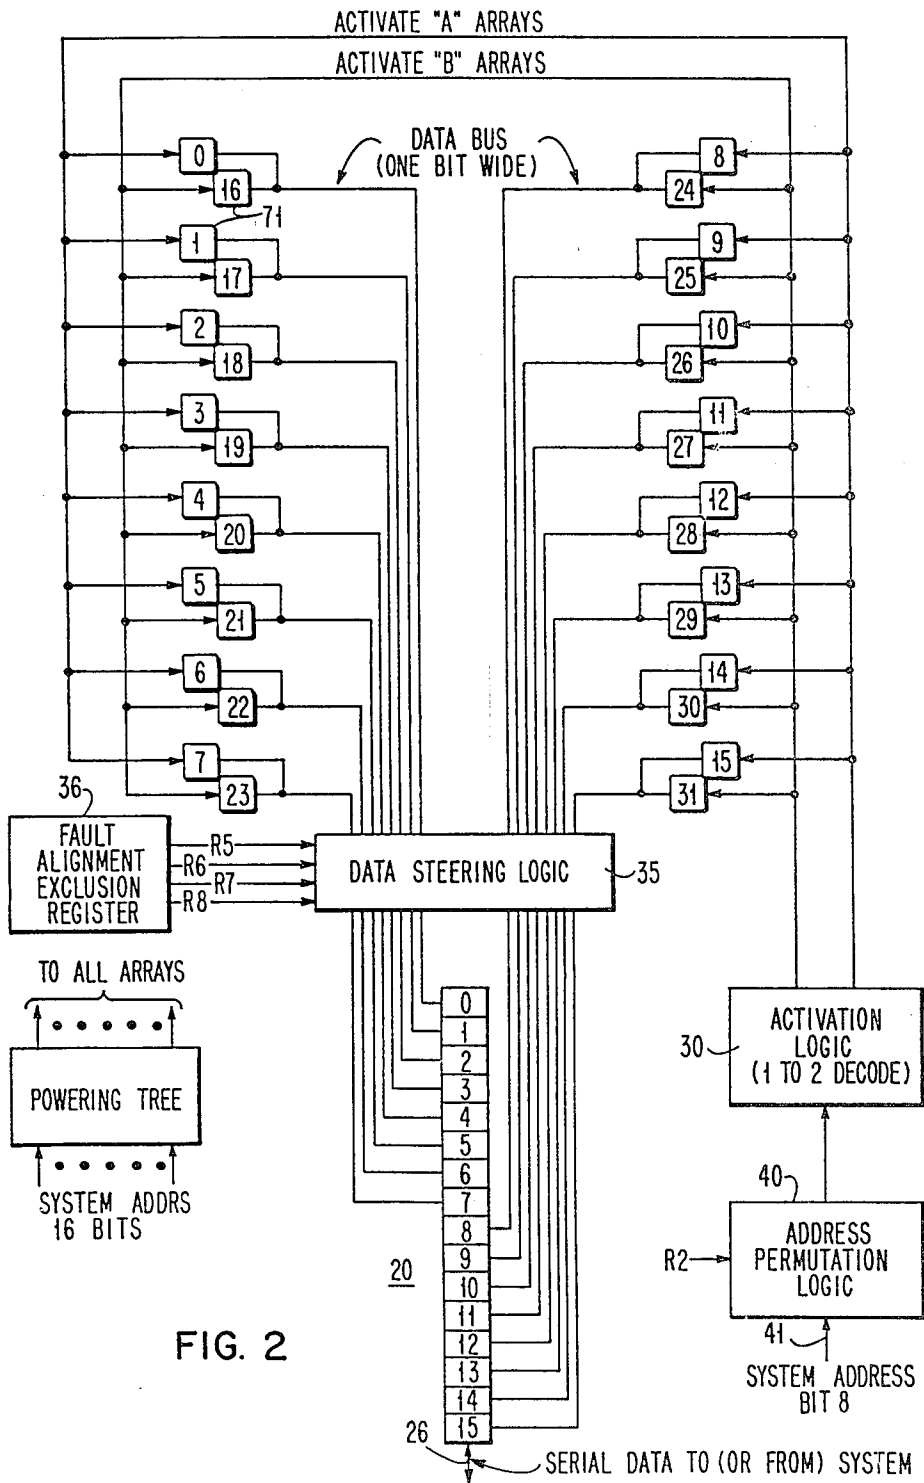 ACTIVATE "A" ARRAYS
ACTIVATE "B" ARRAYS
DATA BUS
(ONE BIT WIDE)
0
8
16
24
71
1
9
17
25
2
10
18
26
3
11
19
27
4
12
20
28
5
13
21
29
6
14
22
30
7
15
23
31
36
FAULT
ALIGNMENT
EXCLUSION
REGISTER
R5
R6
R7
R8
DATA STEERING LOGIC
35
TO ALL ARRAYS
POWERING TREE
SYSTEM ADDRS
16 BITS
0
1
2
3
4
5
6
7
8
9
10
11
12
13
14
15
20
26
SERIAL DATA TO (OR FROM) SYSTEM
30
ACTIVATION
LOGIC
(1 TO 2 DECODE)
40
R2
ADDRESS
PERMUTATION
LOGIC
41
SYSTEM ADDRESS
BIT 8
FIG. 2